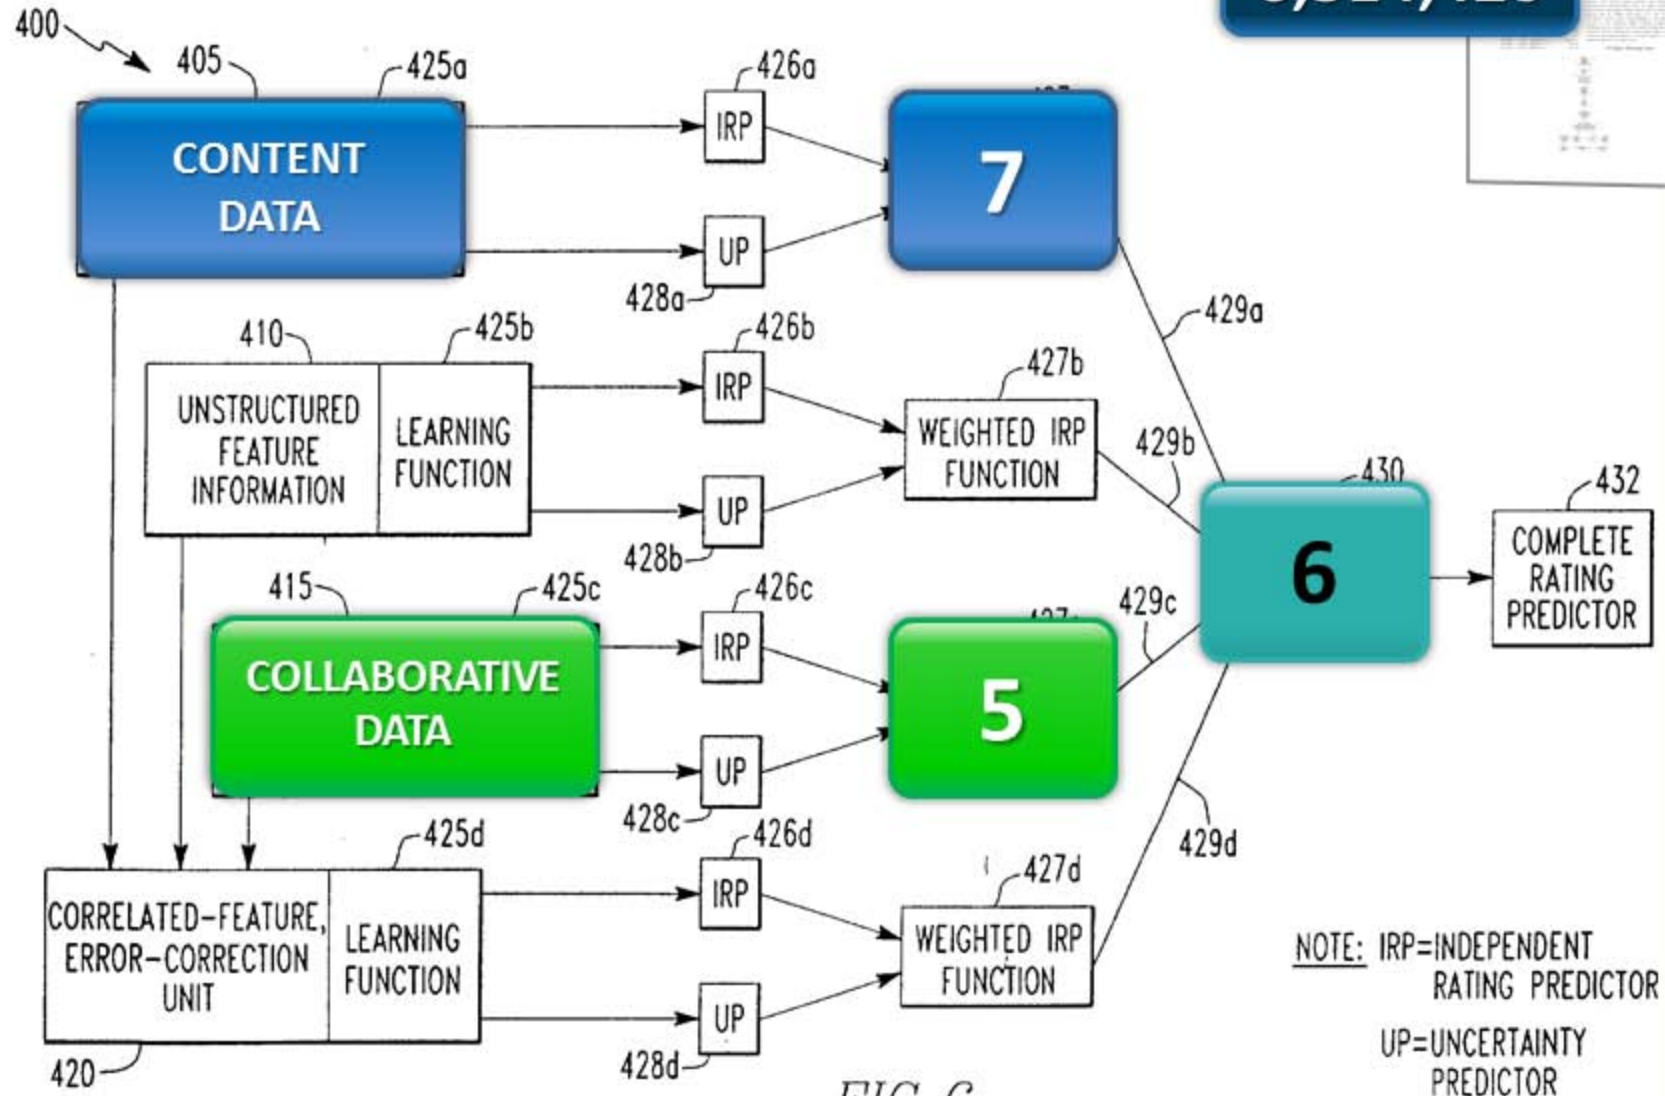 400
405
425a
426a
CONTENT
DATA
IRP
7
UP
428a
429a
410
425b
426b
427b
UNSTRUCTURED
FEATURE
INFORMATION
LEARNING
FUNCTION
IRP
WEIGHTED IRP
FUNCTION
429b
UP
428b
430
432
6
COMPLETE
RATING
PREDICTOR
415
425c
426c
429c
COLLABORATIVE
DATA
IRP
5
UP
428c
429d
425d
426d
427d
CORRELATED-FEATURE,
ERROR-CORRECTION
UNIT
LEARNING
FUNCTION
IRP
WEIGHTED IRP
FUNCTION
UP
428d
420
NOTE: IRP=INDEPENDENT
RATING PREDICTOR
UP=UNCERTAINTY
PREDICTOR